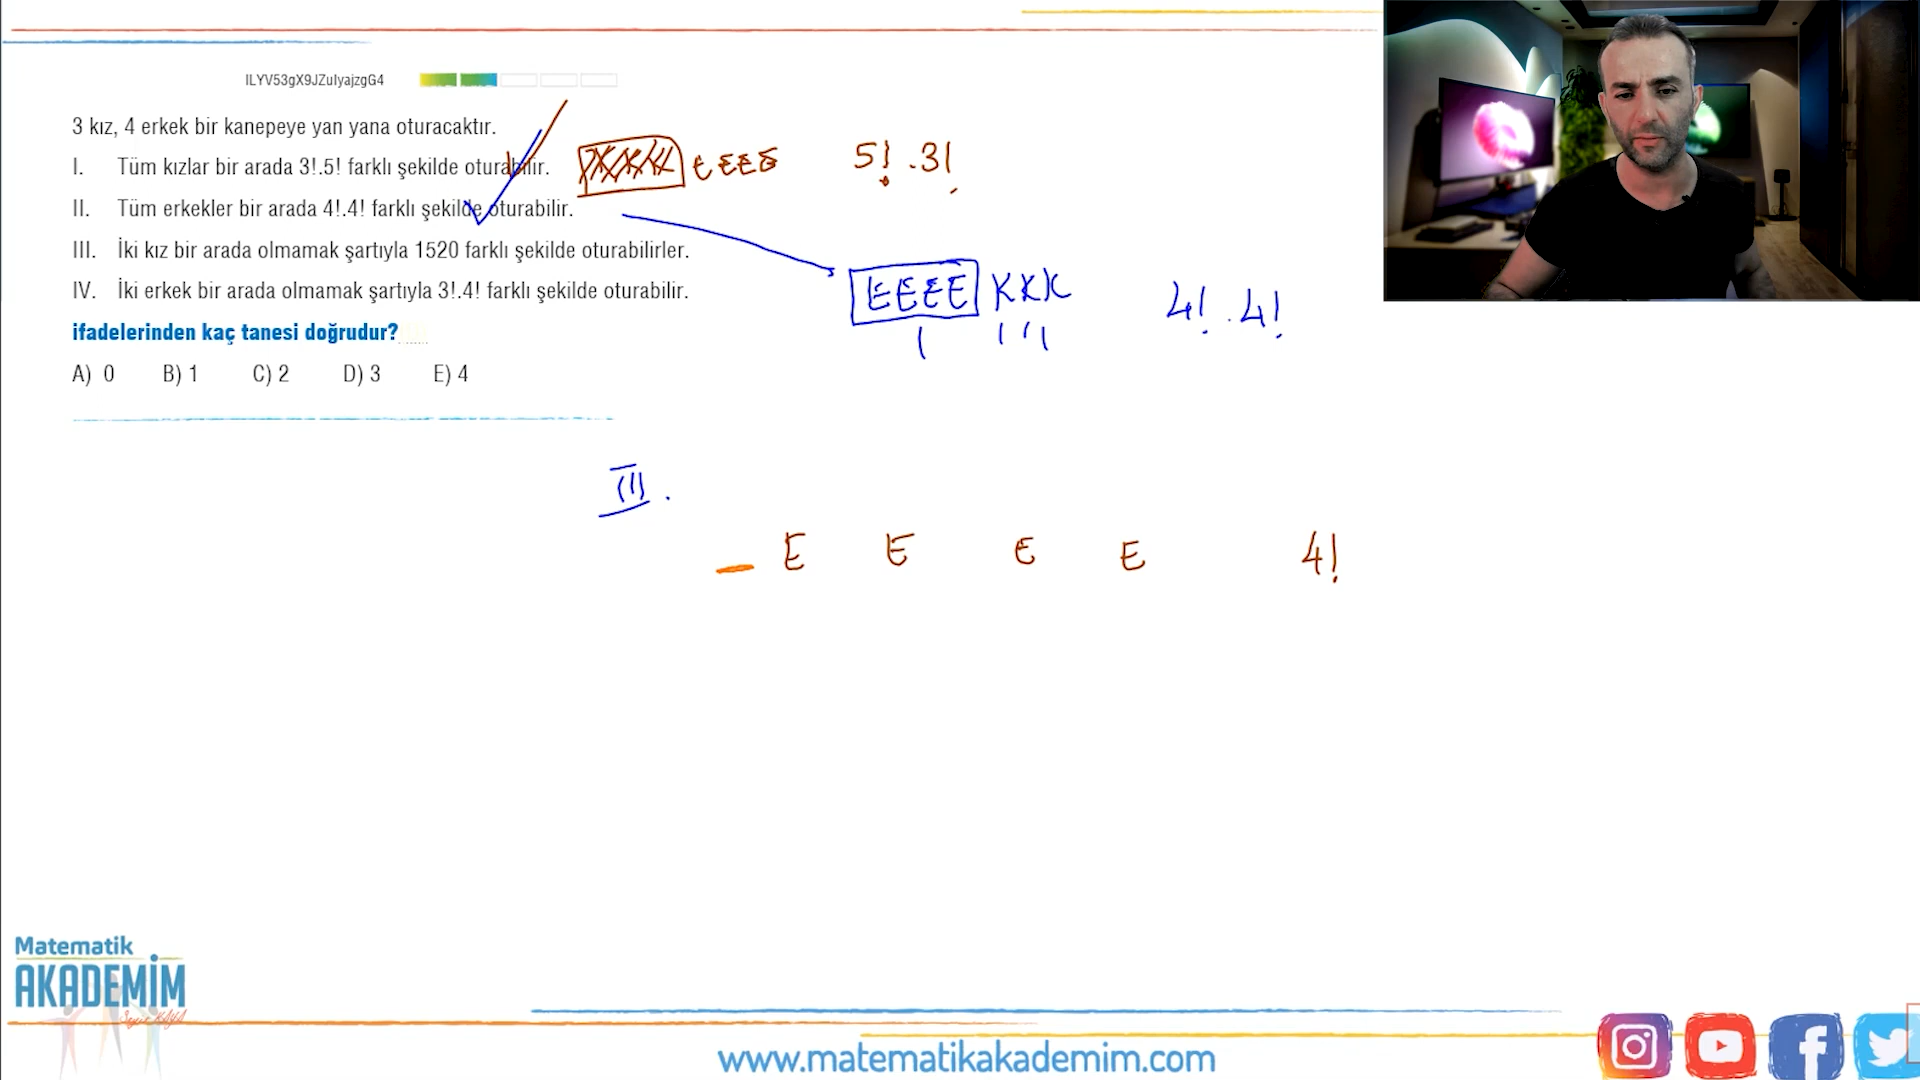 ILYV53gX9JZuIyajzgG4
3 kız, 4 erkek bir kanepeye yan yana oturacaktır.
I. Tüm kızlar bir arada 3!.5! farklı şekilde oturabilir.
EEEE 5! .3!
II. Tüm erkekler bir arada 4!.4! farklı şekilde oturabilir.
III. İki kız bir arada olmamak şartıyla 1520 farklı şekilde oturabilirler.
IV. İki erkek bir arada olmamak şartıyla 3!.4! farklı şekilde oturabilir.
EEEE KKK 4! . 4!
ifadelerinden kaç tanesi doğrudur?
A) 0 B) 1 C) 2 D) 3 E) 4
III.
_ E E E E 4!
Matematik
AKADEMİM
www.matematikakademim.com